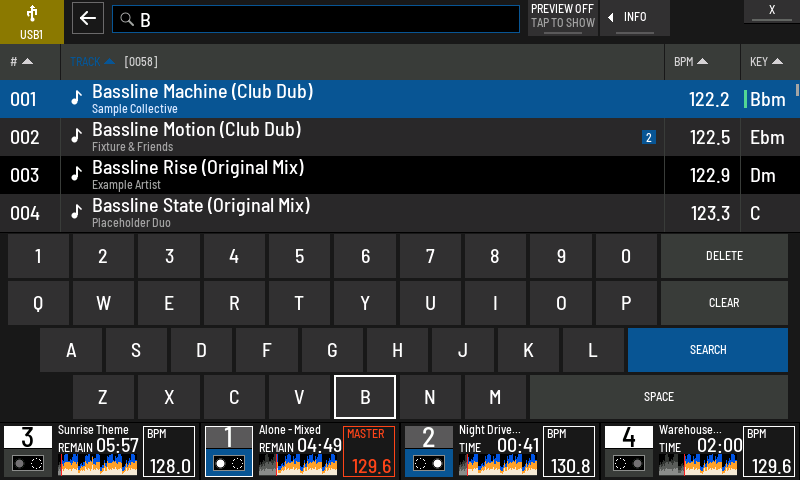 USB1
B
PREVIEW OFF
TAP TO SHOW
INFO
X
#
TRACK
[0058]
BPM
KEY
001
Bassline Machine (Club Dub)
Sample Collective
122.2
Bbm
002
Bassline Motion (Club Dub)
Fixture & Friends
2
122.5
Ebm
003
Bassline Rise (Original Mix)
Example Artist
122.9
Dm
004
Bassline State (Original Mix)
Placeholder Duo
123.3
C
1 2 3 4 5 6 7 8 9 0 DELETE
Q W E R T Y U I O P CLEAR
A S D F G H J K L SEARCH
Z X C V B N M SPACE
3
Sunrise Theme
REMAIN 05:57
BPM
128.0
1
Alone - Mixed
REMAIN 04:49
MASTER
129.6
2
Night Drive...
TIME 00:41
BPM
130.8
4
Warehouse...
TIME 02:00
BPM
129.6